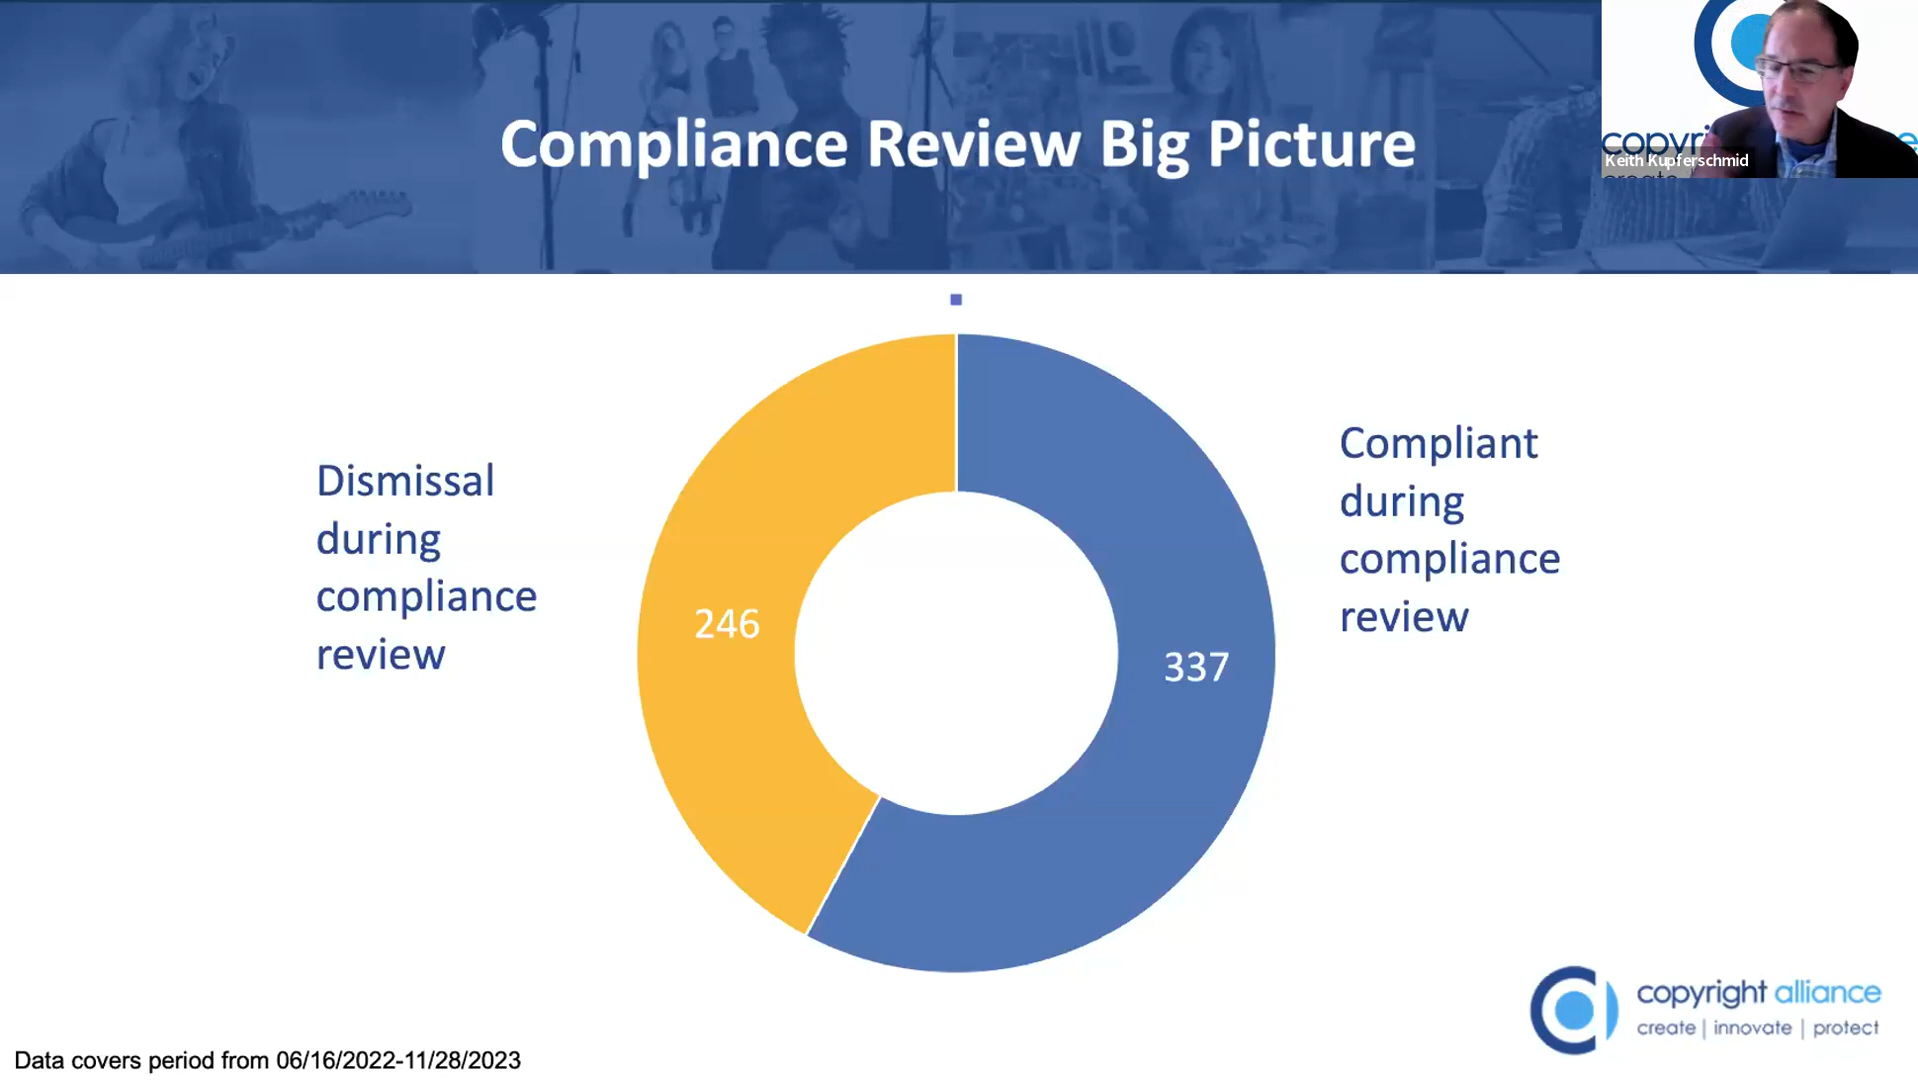 Compliance Review Big Picture
Keith Kupferschmid
Dismissal
during
compliance
review
246
337
Compliant
during
compliance
review
copyright alliance
create | innovate | protect
Data covers period from 06/16/2022-11/28/2023